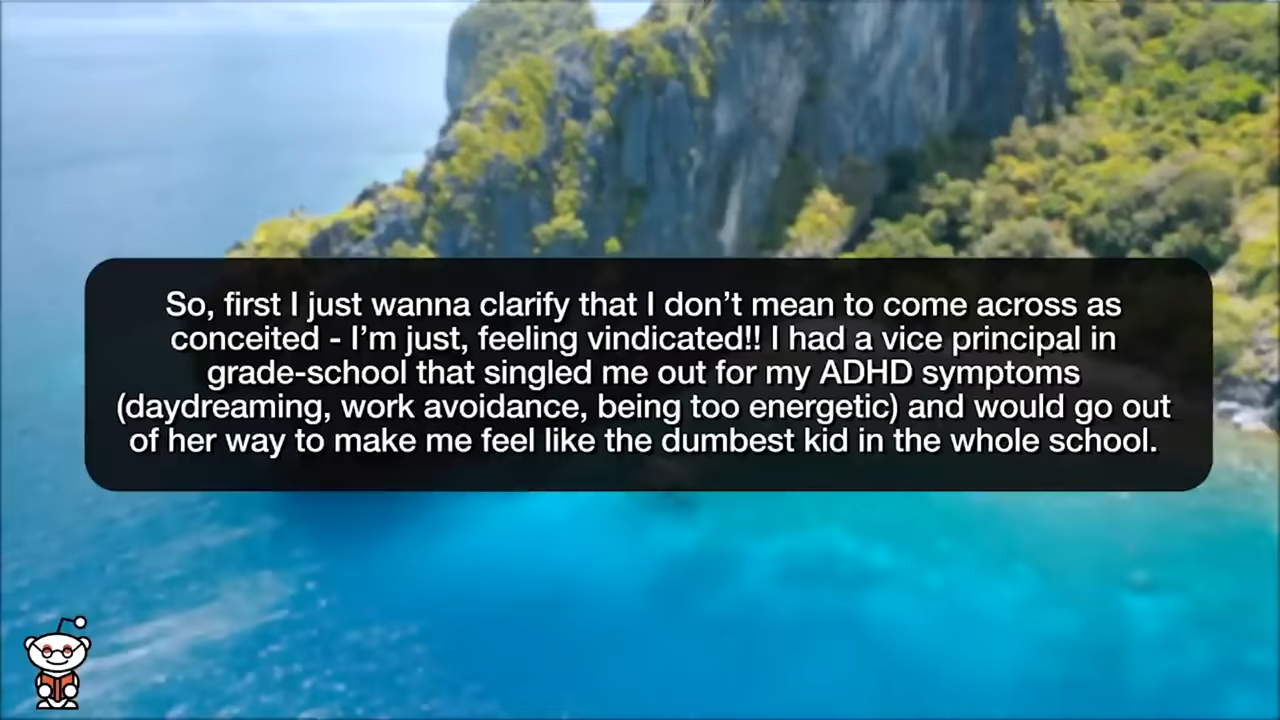 So, first I just wanna clarify that I don’t mean to come across as
conceited - I’m just, feeling vindicated!! I had a vice principal in
grade-school that singled me out for my ADHD symptoms
(daydreaming, work avoidance, being too energetic) and would go out
of her way to make me feel like the dumbest kid in the whole school.